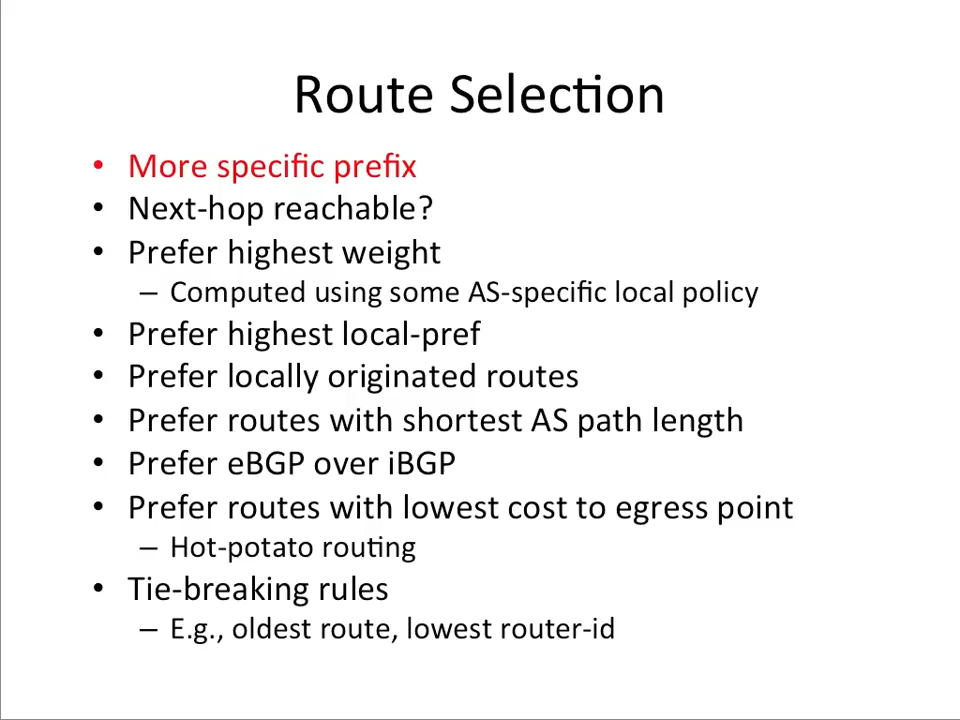 Route Selection
• More specific prefix
• Next-hop reachable?
• Prefer highest weight
– Computed using some AS-specific local policy
• Prefer highest local-pref
• Prefer locally originated routes
• Prefer routes with shortest AS path length
• Prefer eBGP over iBGP
• Prefer routes with lowest cost to egress point
– Hot-potato routing
• Tie-breaking rules
– E.g., oldest route, lowest router-id